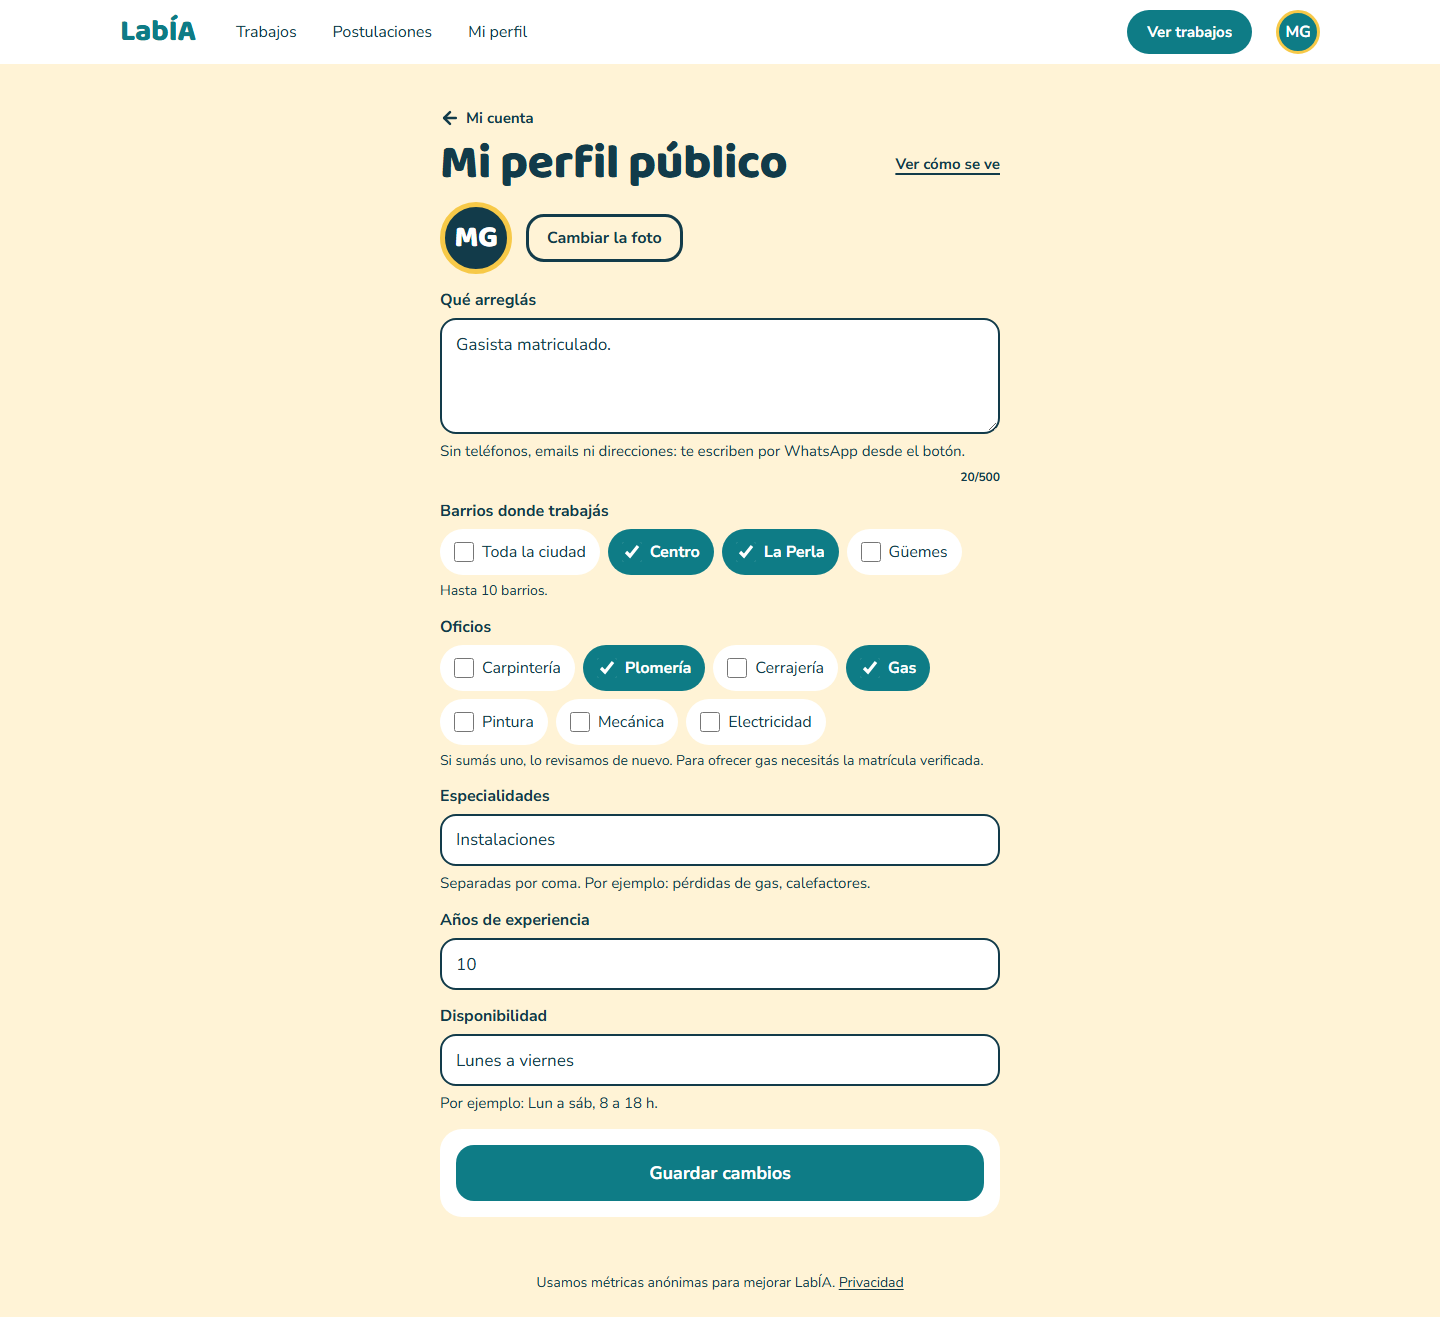 LabÍA
Trabajos
Postulaciones
Mi perfil
Ver trabajos
MG
Mi cuenta
Mi perfil público
Ver cómo se ve
MG
Cambiar la foto
Qué arreglás
Gasista matriculado.
Sin teléfonos, emails ni direcciones: te escriben por WhatsApp desde el botón.
20/500
Barrios donde trabajás
Toda la ciudad
Centro
La Perla
Güemes
Hasta 10 barrios.
Oficios
Carpintería
Plomería
Cerrajería
Gas
Pintura
Mecánica
Electricidad
Si sumás uno, lo revisamos de nuevo. Para ofrecer gas necesitás la matrícula verificada.
Especialidades
Instalaciones
Separadas por coma. Por ejemplo: pérdidas de gas, calefactores.
Años de experiencia
10
Disponibilidad
Lunes a viernes
Por ejemplo: Lun a sáb, 8 a 18 h.
Guardar cambios
Usamos métricas anónimas para mejorar LabÍA. Privacidad